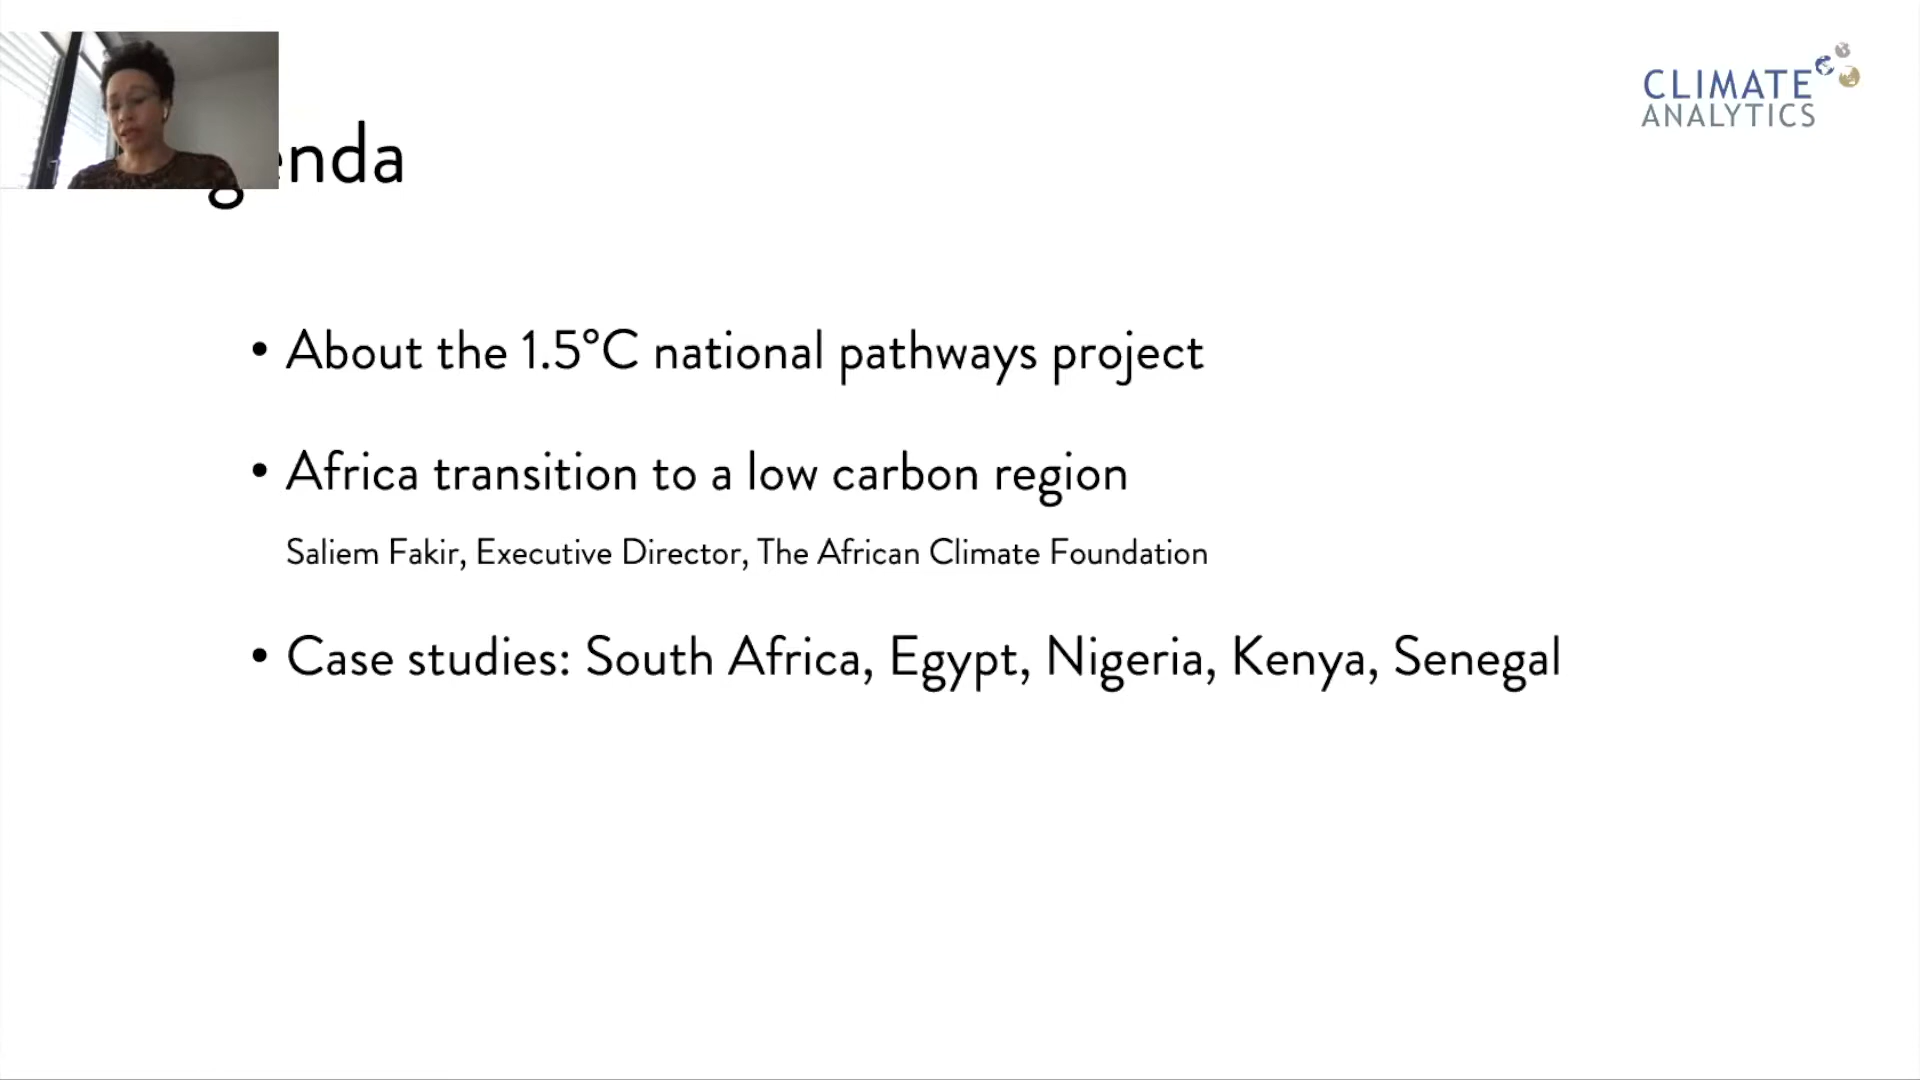 CLIMATE
ANALYTICS
genda
• About the 1.5°C national pathways project
• Africa transition to a low carbon region
Saliem Fakir, Executive Director, The African Climate Foundation
• Case studies: South Africa, Egypt, Nigeria, Kenya, Senegal